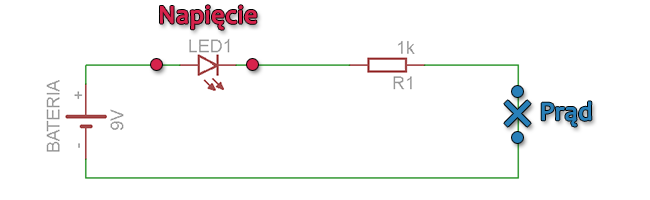 Napięcie
LED1
1k
R1
BATERIA
+
9V
-
Prąd